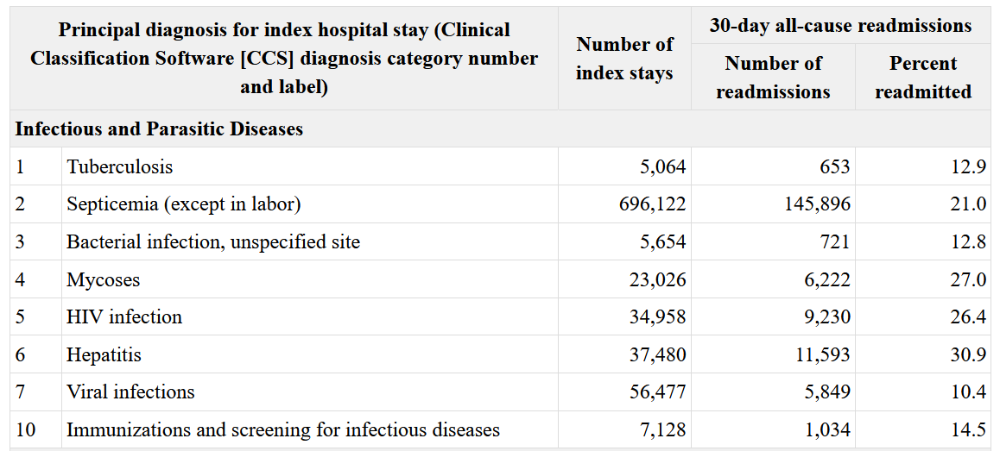 Principal diagnosis for index hospital stay (Clinical
Classification Software [CCS] diagnosis category number
and label)
Number of
index stays
30-day all-cause readmissions
Number of
readmissions
Percent
readmitted
Infectious and Parasitic Diseases
1 Tuberculosis 5,064 653 12.9
2 Septicemia (except in labor) 696,122 145,896 21.0
3 Bacterial infection, unspecified site 5,654 721 12.8
4 Mycoses 23,026 6,222 27.0
5 HIV infection 34,958 9,230 26.4
6 Hepatitis 37,480 11,593 30.9
7 Viral infections 56,477 5,849 10.4
10 Immunizations and screening for infectious diseases 7,128 1,034 14.5